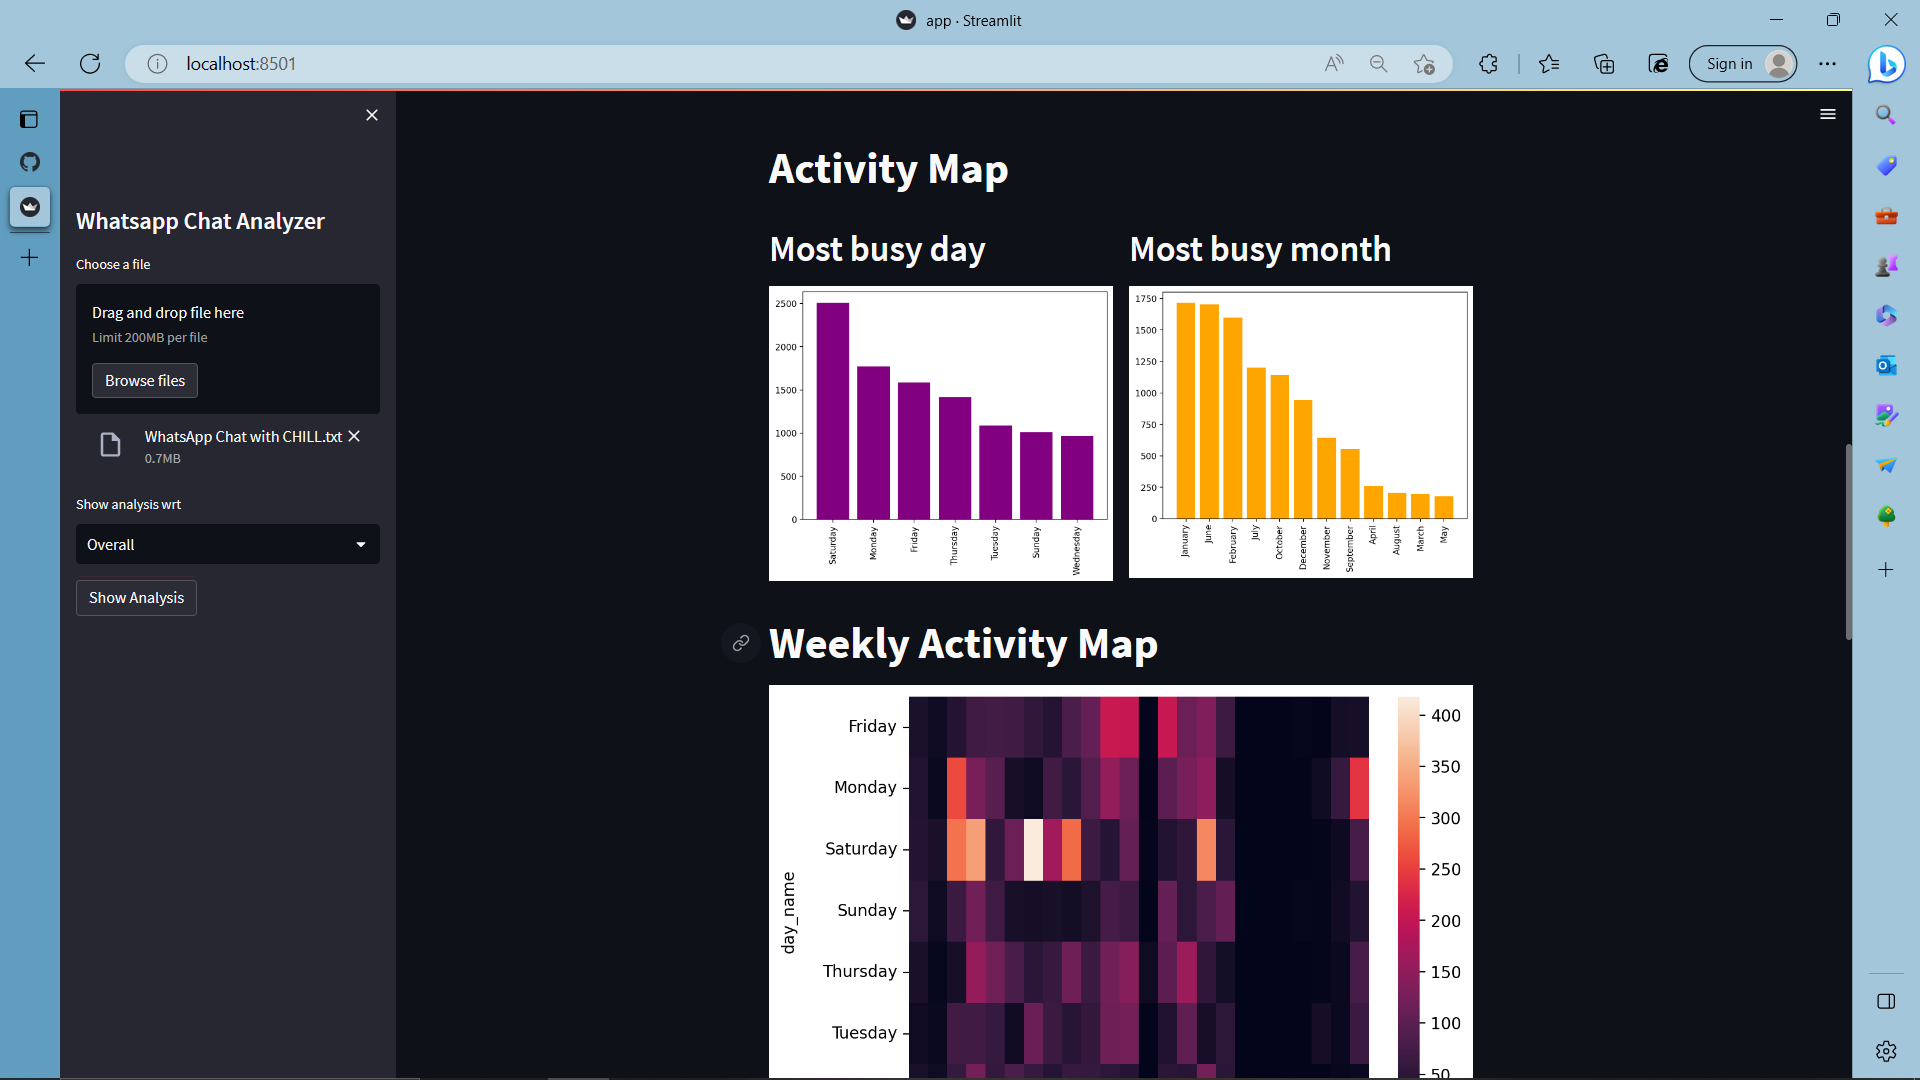 app · Streamlit
localhost:8501
Sign in
Whatsapp Chat Analyzer
Choose a file
Drag and drop file here
Limit 200MB per file
Browse files
WhatsApp Chat with CHILL.txt
0.7MB
Show analysis wrt
Overall
Show Analysis
Activity Map
Most busy day
2500
2000
1500
1000
500
0
Saturday
Monday
Friday
Thursday
Tuesday
Sunday
Wednesday
Most busy month
1750
1500
1250
1000
750
500
250
0
January
June
February
July
October
December
November
September
April
August
March
May
Weekly Activity Map
day_name
Friday
Monday
Saturday
Sunday
Thursday
Tuesday
400
350
300
250
200
150
100
50